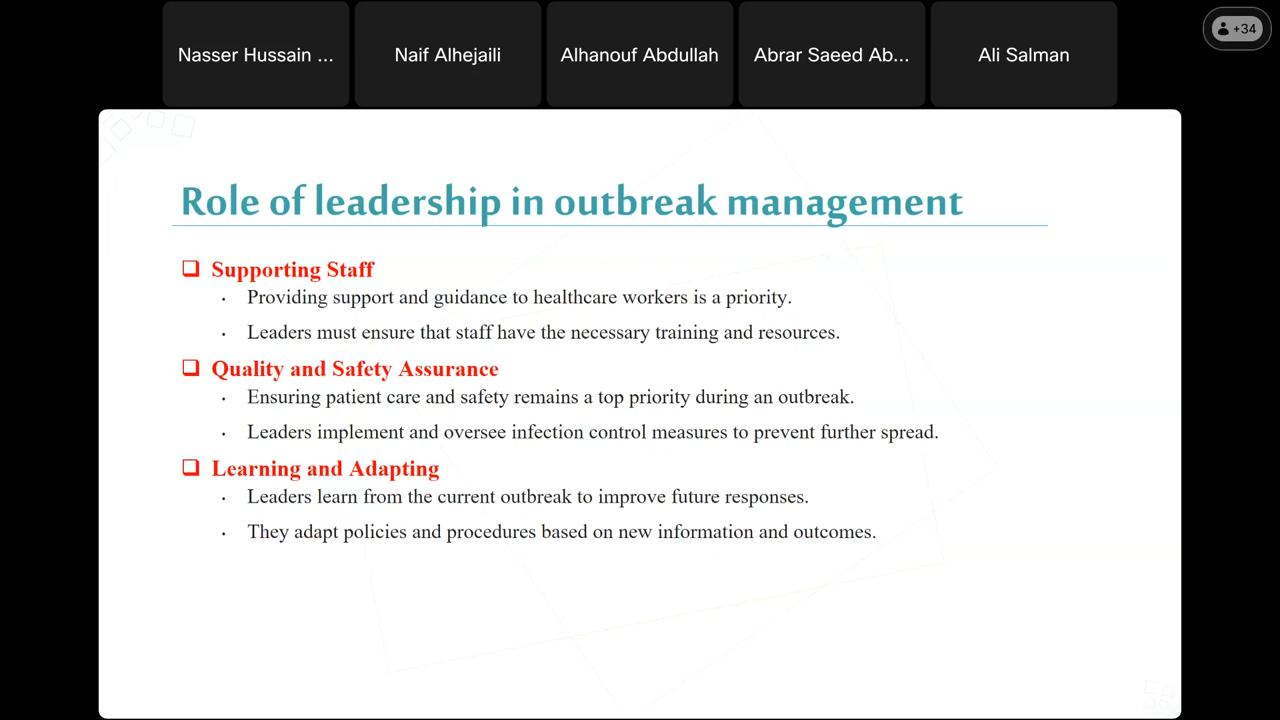 Nasser Hussain ...
Naif Alhejaili
Alhanouf Abdullah
Abrar Saeed Ab...
Ali Salman
+34
Role of leadership in outbreak management
Supporting Staff
Providing support and guidance to healthcare workers is a priority.
Leaders must ensure that staff have the necessary training and resources.
Quality and Safety Assurance
Ensuring patient care and safety remains a top priority during an outbreak.
Leaders implement and oversee infection control measures to prevent further spread.
Learning and Adapting
Leaders learn from the current outbreak to improve future responses.
They adapt policies and procedures based on new information and outcomes.